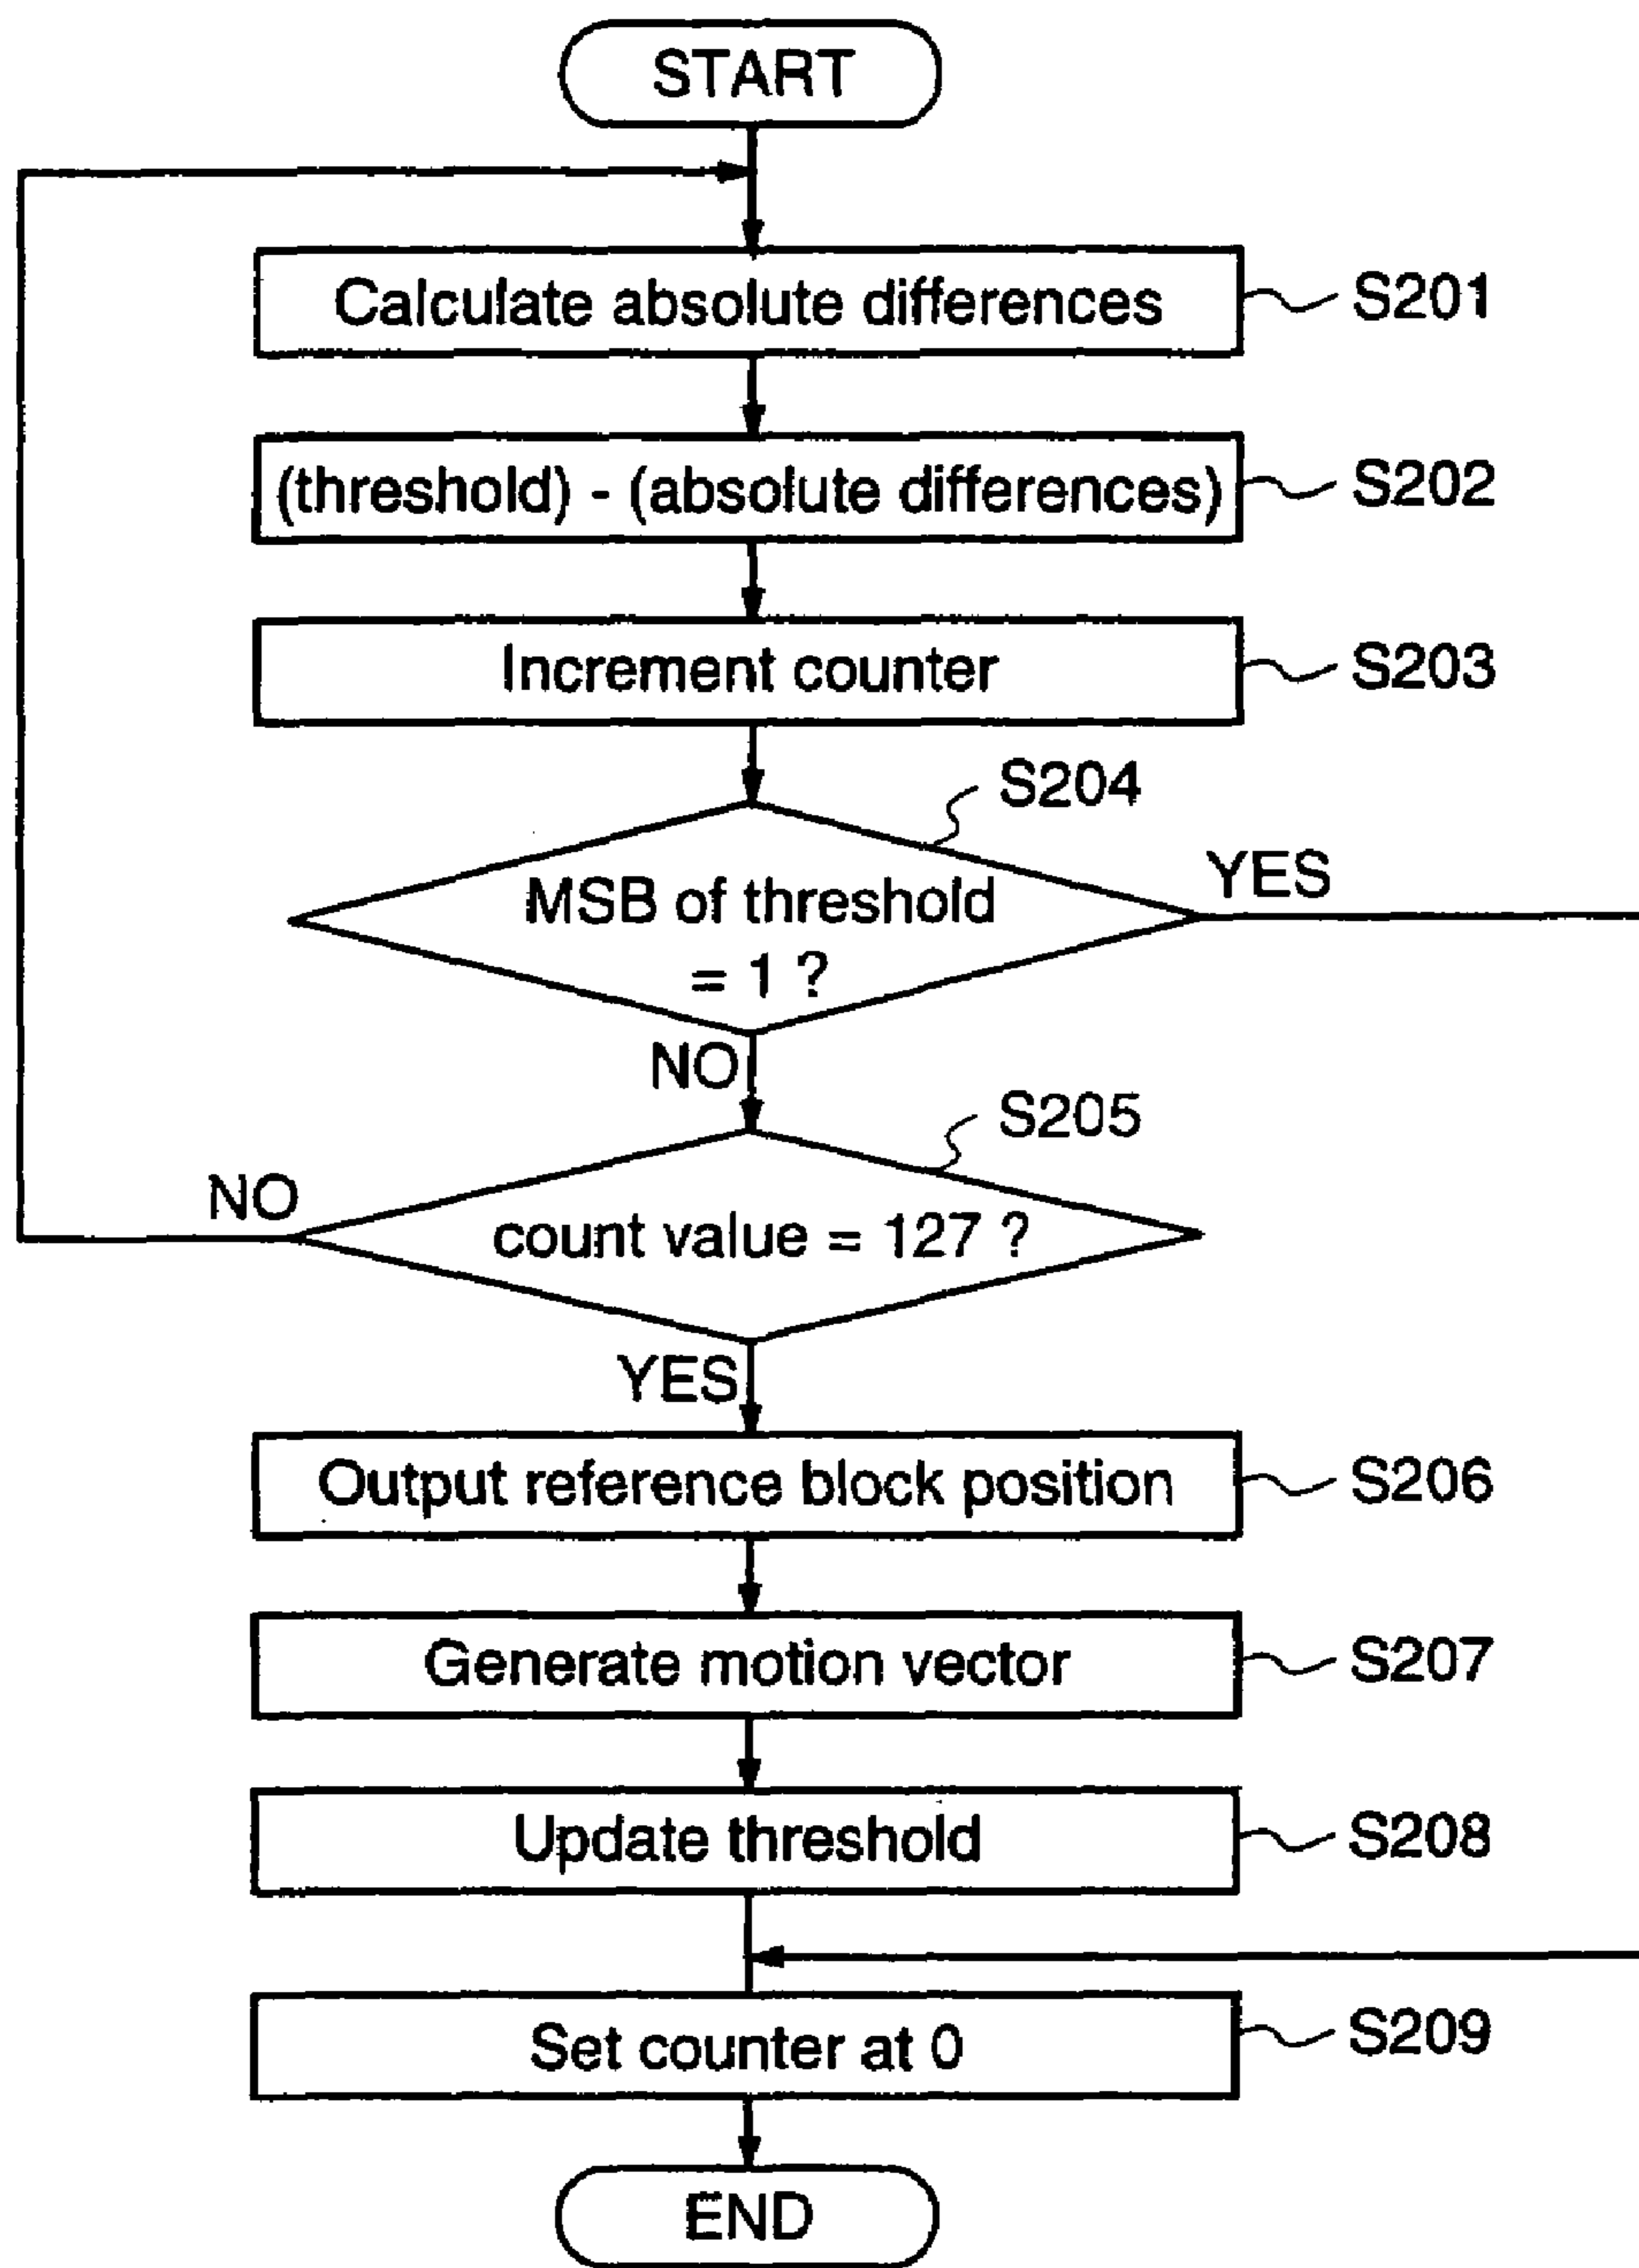 START
Calculate absolute differences
S201
(threshold) - (absolute differences)
S202
Increment counter
S203
S204
MSB of threshold
= 1 ?
YES
NO
S205
count value = 127 ?
NO
YES
Output reference block position
S206
Generate motion vector
S207
Update threshold
S208
Set counter at 0
S209
END